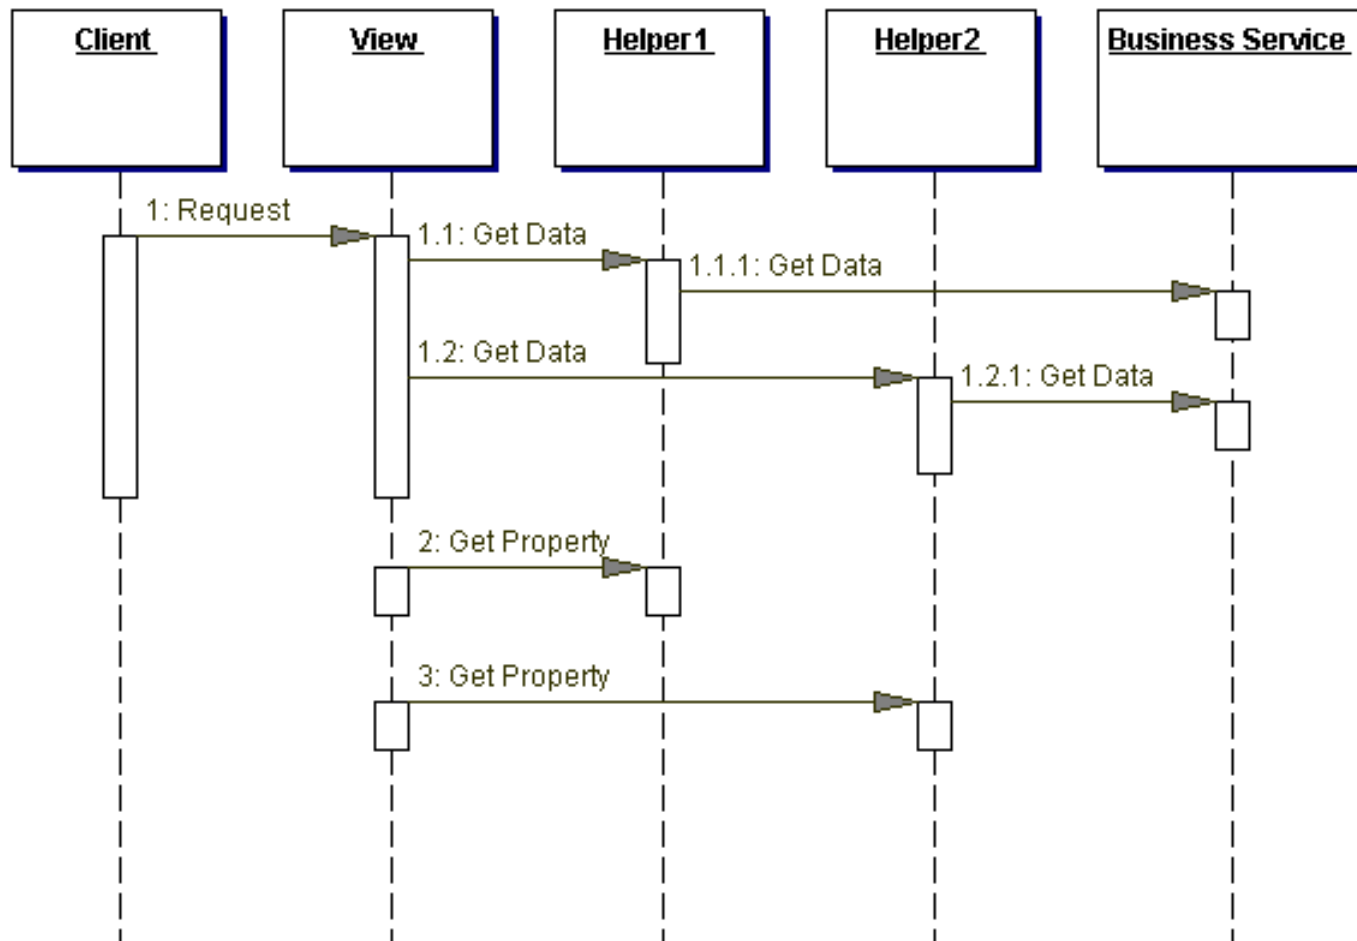 Client
View
Helper1
Helper2
Business Service
1: Request
1.1: Get Data
1.1.1: Get Data
1.2: Get Data
1.2.1: Get Data
2: Get Property
3: Get Property